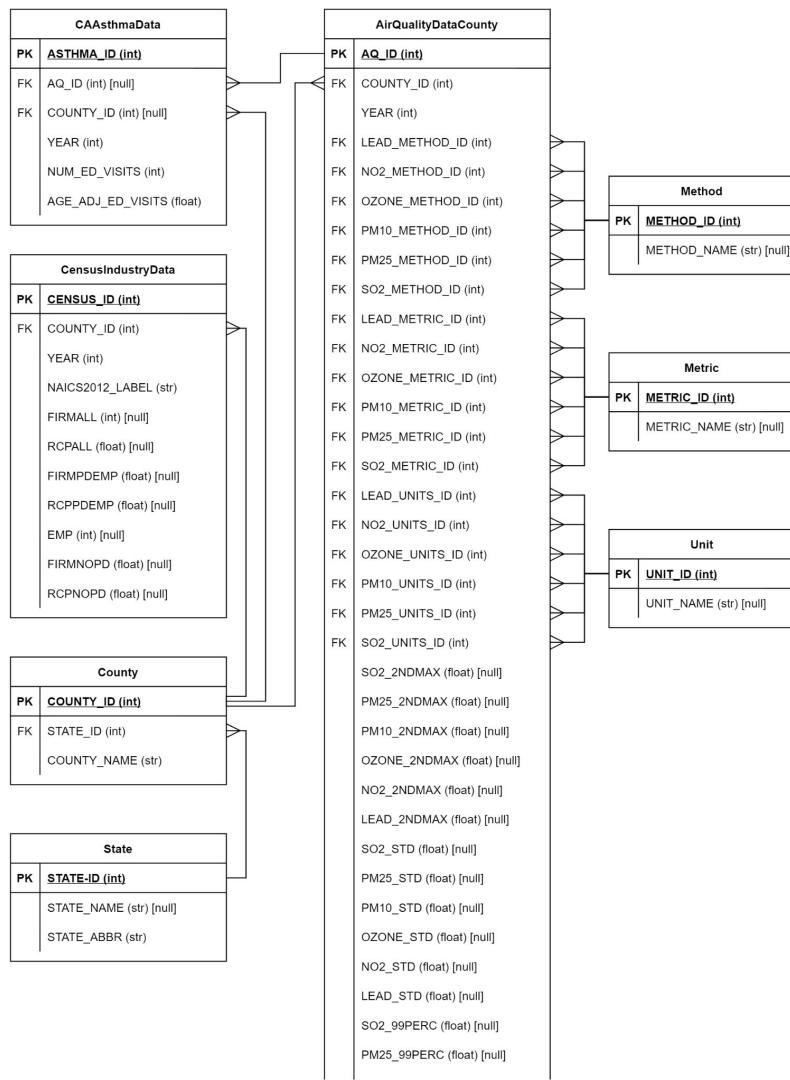 CAAsthmaData
PK ASTHMA_ID (int)
FK AQ_ID (int) [null]
FK COUNTY_ID (int) [null]
YEAR (int)
NUM_ED_VISITS (int)
AGE_ADJ_ED_VISITS (float)
CensusIndustryData
PK CENSUS_ID (int)
FK COUNTY_ID (int)
YEAR (int)
NAICS2012_LABEL (str)
FIRMALL (int) [null]
RCPALL (float) [null]
FIRMPDEMP (float) [null]
RCPPDEMP (float) [null]
EMP (int) [null]
FIRMNOPD (float) [null]
RCPNOPD (float) [null]
County
PK COUNTY_ID (int)
FK STATE_ID (int)
COUNTY_NAME (str)
State
PK STATE-ID (int)
STATE_NAME (str) [null]
STATE_ABBR (str)
AirQualityDataCounty
PK AQ_ID (int)
FK COUNTY_ID (int)
YEAR (int)
FK LEAD_METHOD_ID (int)
FK NO2_METHOD_ID (int)
FK OZONE_METHOD_ID (int)
FK PM10_METHOD_ID (int)
FK PM25_METHOD_ID (int)
FK SO2_METHOD_ID (int)
FK LEAD_METRIC_ID (int)
FK NO2_METRIC_ID (int)
FK OZONE_METRIC_ID (int)
FK PM10_METRIC_ID (int)
FK PM25_METRIC_ID (int)
FK SO2_METRIC_ID (int)
FK LEAD_UNITS_ID (int)
FK NO2_UNITS_ID (int)
FK OZONE_UNITS_ID (int)
FK PM10_UNITS_ID (int)
FK PM25_UNITS_ID (int)
FK SO2_UNITS_ID (int)
SO2_2NDMAX (float) [null]
PM25_2NDMAX (float) [null]
PM10_2NDMAX (float) [null]
OZONE_2NDMAX (float) [null]
NO2_2NDMAX (float) [null]
LEAD_2NDMAX (float) [null]
SO2_STD (float) [null]
PM25_STD (float) [null]
PM10_STD (float) [null]
OZONE_STD (float) [null]
NO2_STD (float) [null]
LEAD_STD (float) [null]
SO2_99PERC (float) [null]
PM25_99PERC (float) [null]
Method
PK METHOD_ID (int)
METHOD_NAME (str) [null]
Metric
PK METRIC_ID (int)
METRIC_NAME (str) [null]
Unit
PK UNIT_ID (int)
UNIT_NAME (str) [null]